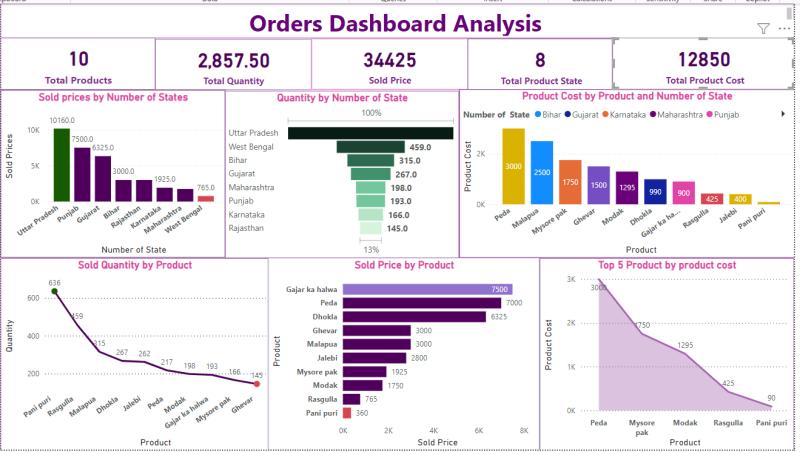 Orders Dashboard Analysis
10
Total Products
2,857.50
Total Quantity
34425
Sold Price
8
Total Product State
12850
Total Product Cost
Sold prices by Number of States
Sold Prices
10K
5K
0K
10160.0
7500.0
6325.0
3000.0
1925.0
765.0
Uttar Pradesh
Punjab
Gujarat
Bihar
Rajasthan
Karnataka
Maharashtra
West Bengal
Number of State
Quantity by Number of State
100%
Uttar Pradesh
West Bengal 459.0
Bihar 315.0
Gujarat 267.0
Maharashtra 198.0
Punjab 193.0
Karnataka 166.0
Rajasthan 145.0
13%
Product Cost by Product and Number of State
Number of State Bihar Gujarat Karnataka Maharashtra Punjab
Product Cost
2K
0K
3000
2500
1750
1500
1295
990
900
425
400
Peda
Malapua
Mysore pak
Ghevar
Modak
Dhokla
Gajar ka ha...
Rasgulla
Jalebi
Pani puri
Product
Sold Quantity by Product
Quantity
600
400
200
636
459
315
267
262
217
198
193
166
145
Pani puri
Rasgulla
Malapua
Dhokla
Jalebi
Peda
Modak
Gajar ka halwa
Mysore pak
Ghevar
Product
Sold Price by Product
Product
Gajar ka halwa 7500
Peda 7000
Dhokla 6325
Ghevar 3000
Malapua 3000
Jalebi 2800
Mysore pak 1925
Modak 1750
Rasgulla 765
Pani puri 360
0K 2K 4K 6K 8K
Sold Price
Top 5 Product by product cost
Product Cost
3K
2K
1K
0K
3000
1750
1295
425
90
Peda
Mysore pak
Modak
Rasgulla
Pani puri
Product